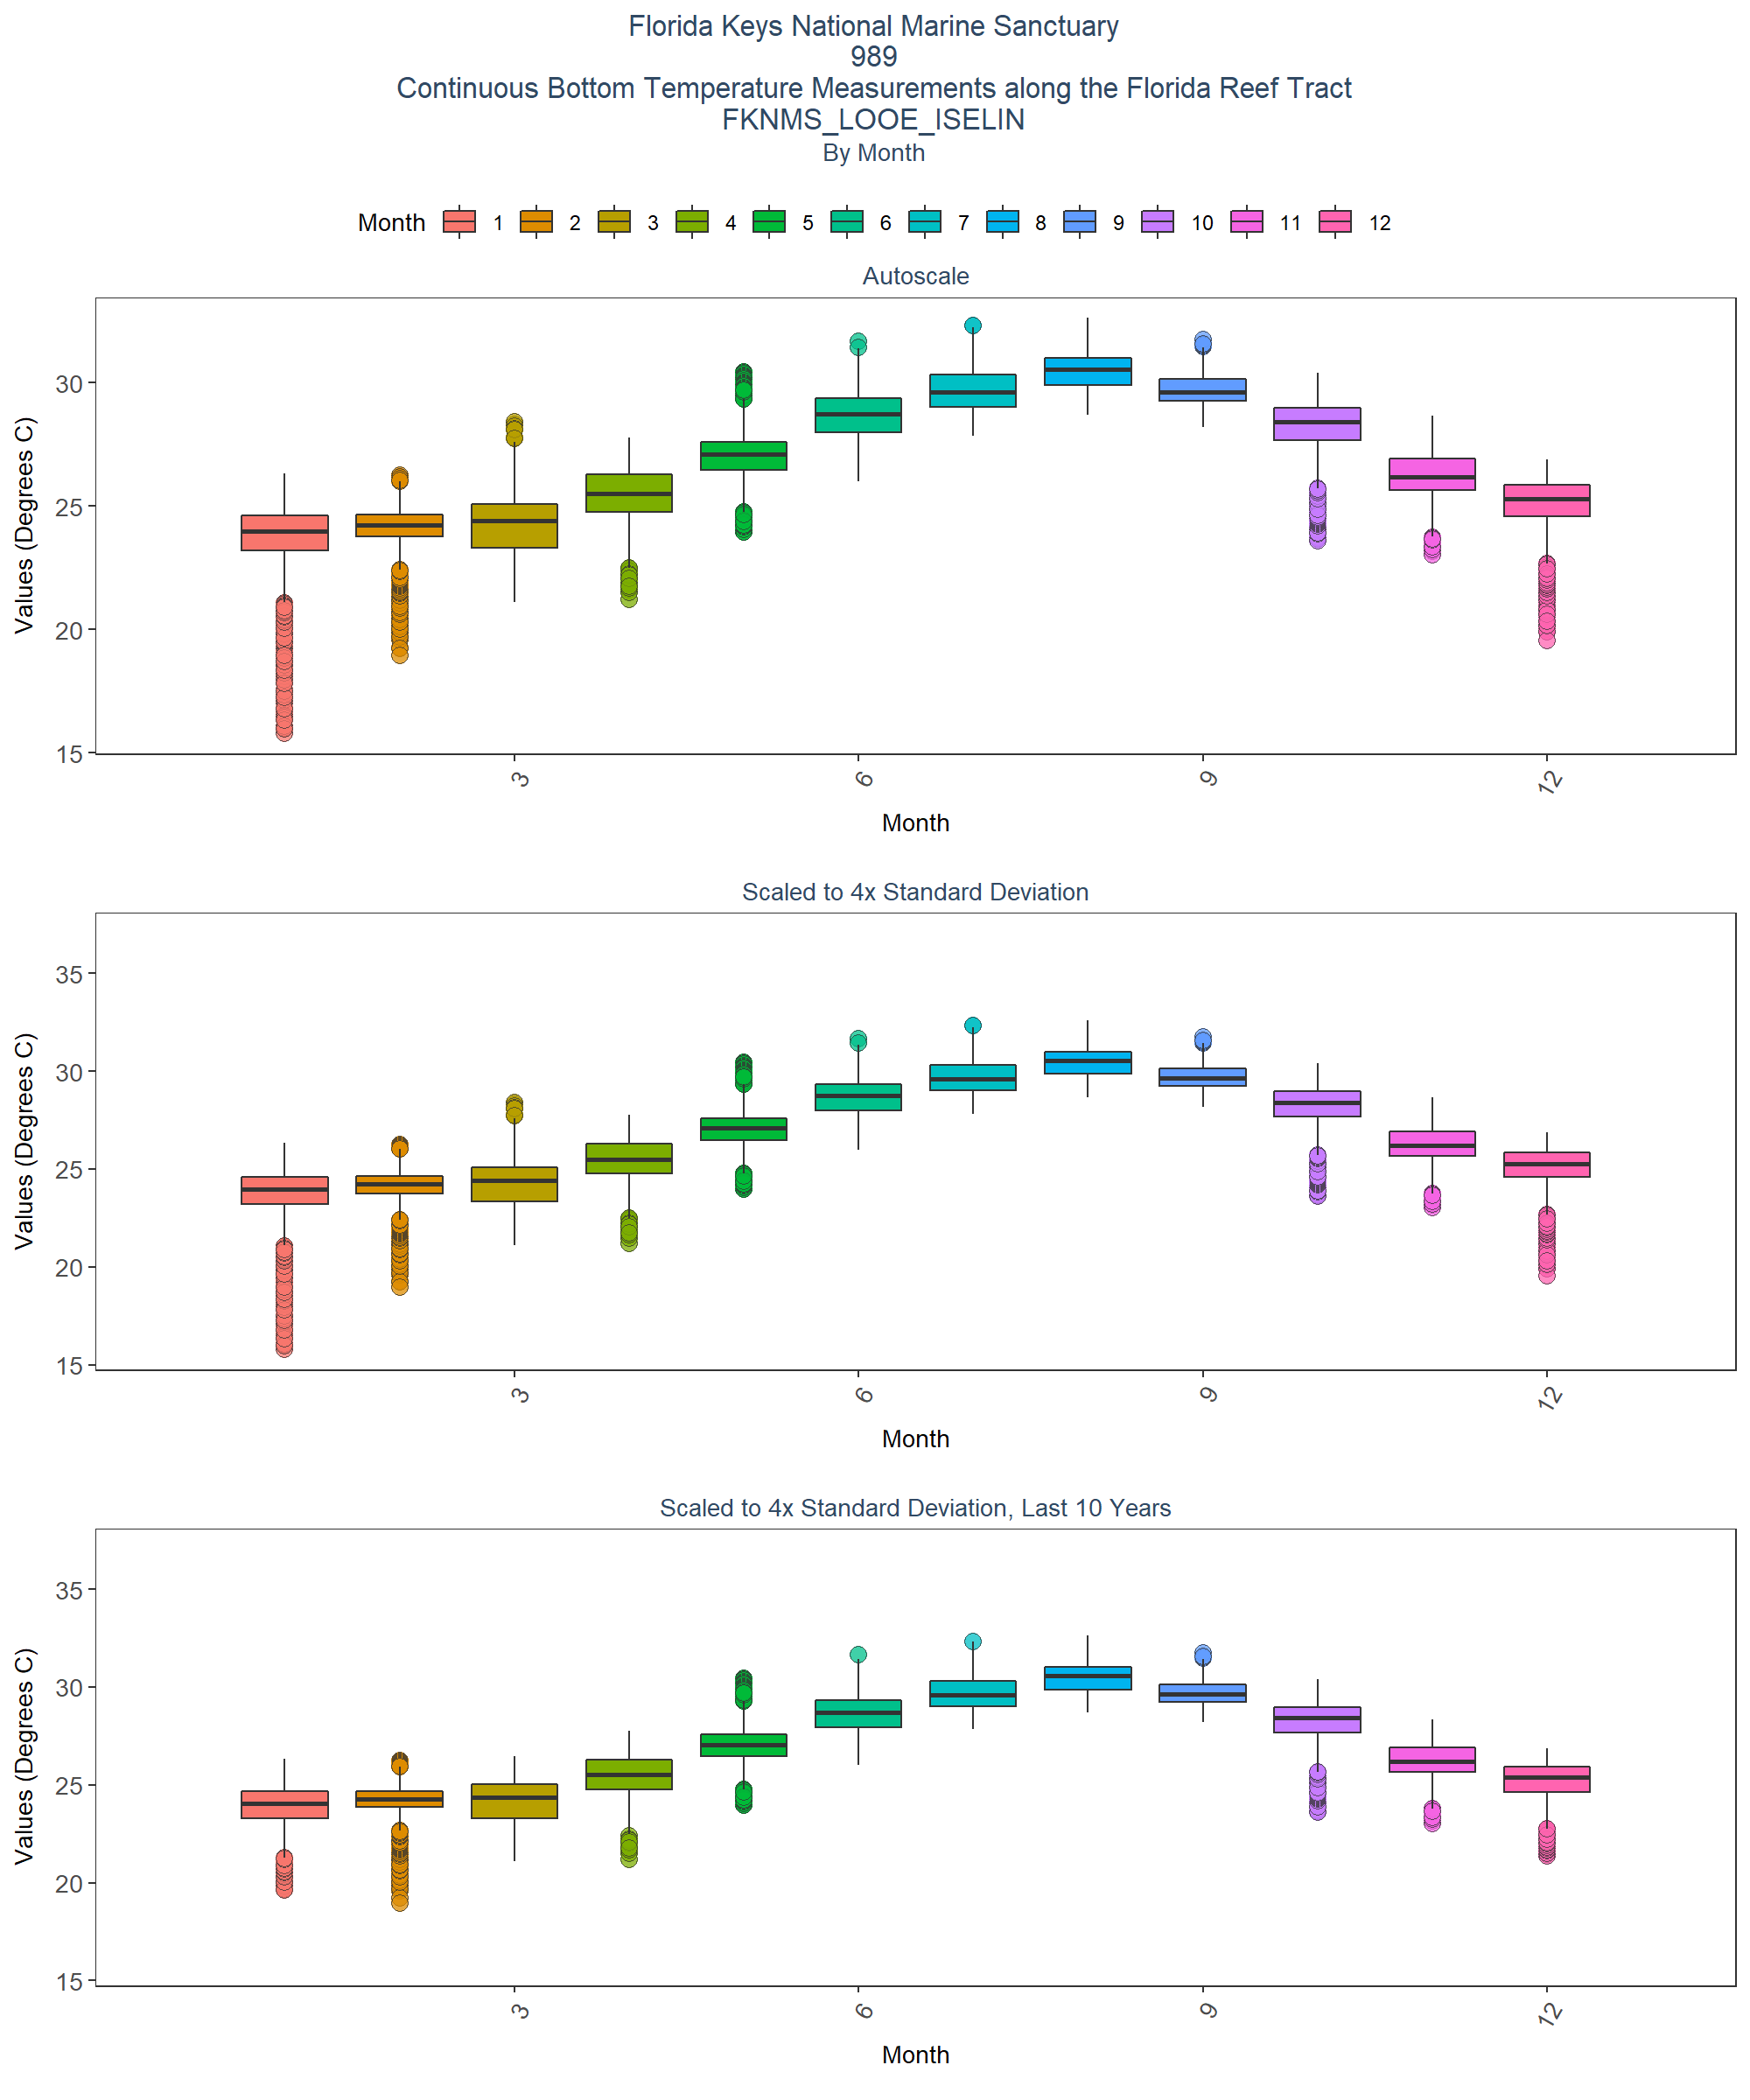 Florida Keys National Marine Sanctuary
989
Continuous Bottom Temperature Measurements along the Florida Reef Tract
FKNMS_LOOE_ISELIN
By Month
Month 1 2 3 4 5 6 7 8 9 10 11 12
Autoscale
Values (Degrees C)
30
25
20
15
3 6 9 12
Month
Scaled to 4x Standard Deviation
Values (Degrees C)
35
30
25
20
15
3 6 9 12
Month
Scaled to 4x Standard Deviation, Last 10 Years
Values (Degrees C)
35
30
25
20
15
3 6 9 12
Month